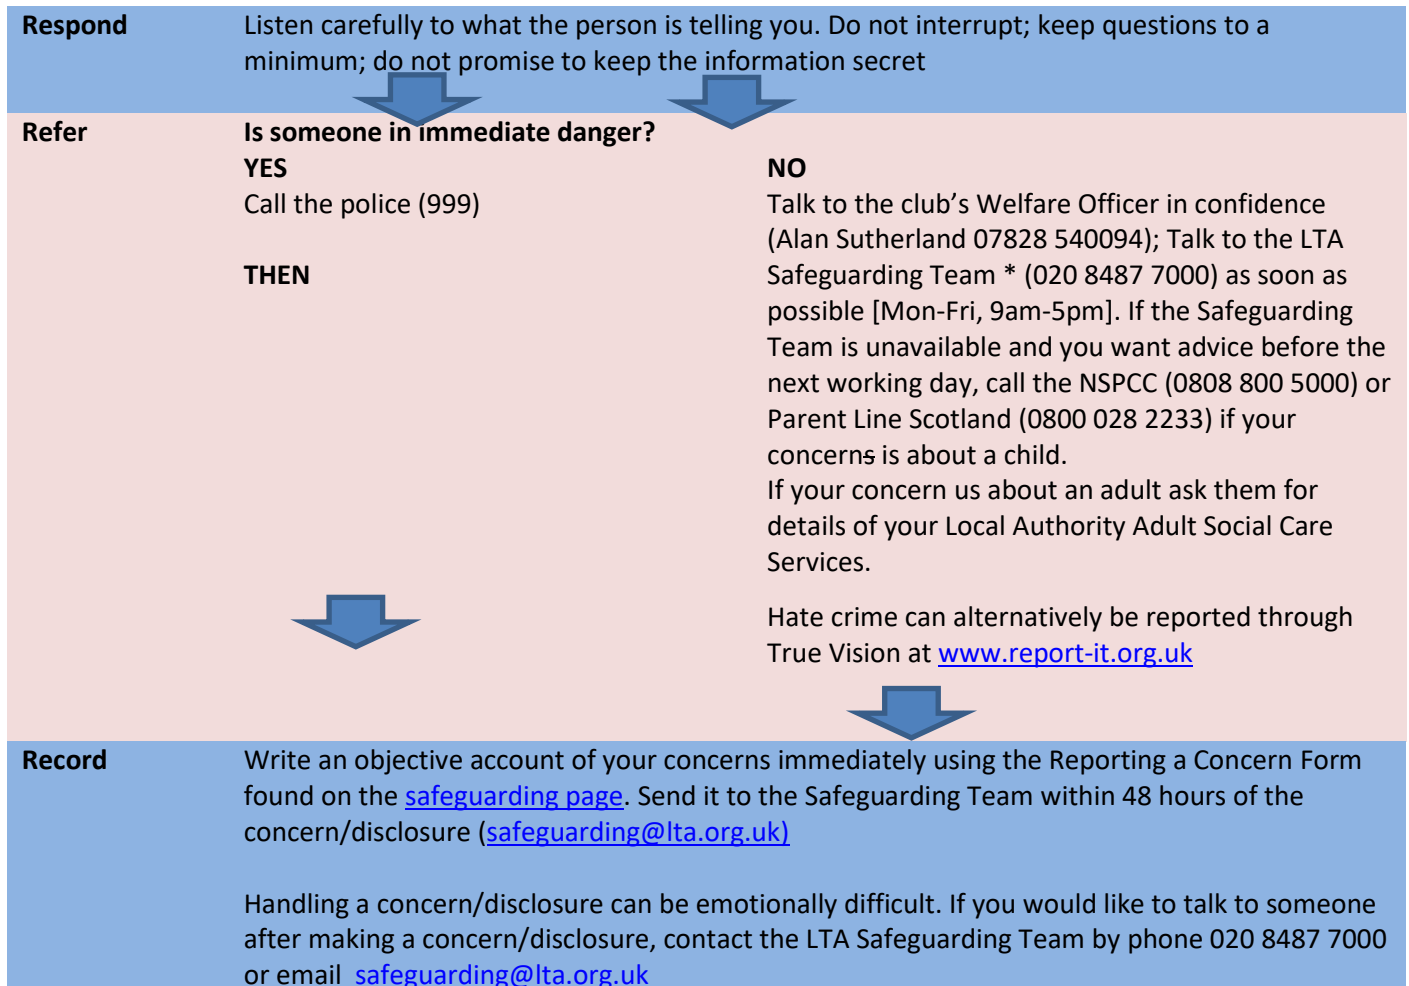 Respond
Listen carefully to what the person is telling you. Do not interrupt; keep questions to a
minimum; do not promise to keep the information secret
Refer
Is someone in immediate danger?
YES
Call the police (999)
THEN
NO
Talk to the club’s Welfare Officer in confidence
(Alan Sutherland 07828 540094); Talk to the LTA
Safeguarding Team * (020 8487 7000) as soon as
possible [Mon-Fri, 9am-5pm]. If the Safeguarding
Team is unavailable and you want advice before the
next working day, call the NSPCC (0808 800 5000) or
Parent Line Scotland (0800 028 2233) if your
concerns is about a child.
If your concern us about an adult ask them for
details of your Local Authority Adult Social Care
Services.
Hate crime can alternatively be reported through
True Vision at www.report-it.org.uk
Record
Write an objective account of your concerns immediately using the Reporting a Concern Form
found on the safeguarding page. Send it to the Safeguarding Team within 48 hours of the
concern/disclosure (safeguarding@lta.org.uk)
Handling a concern/disclosure can be emotionally difficult. If you would like to talk to someone
after making a concern/disclosure, contact the LTA Safeguarding Team by phone 020 8487 7000
or email safeguarding@lta.org.uk